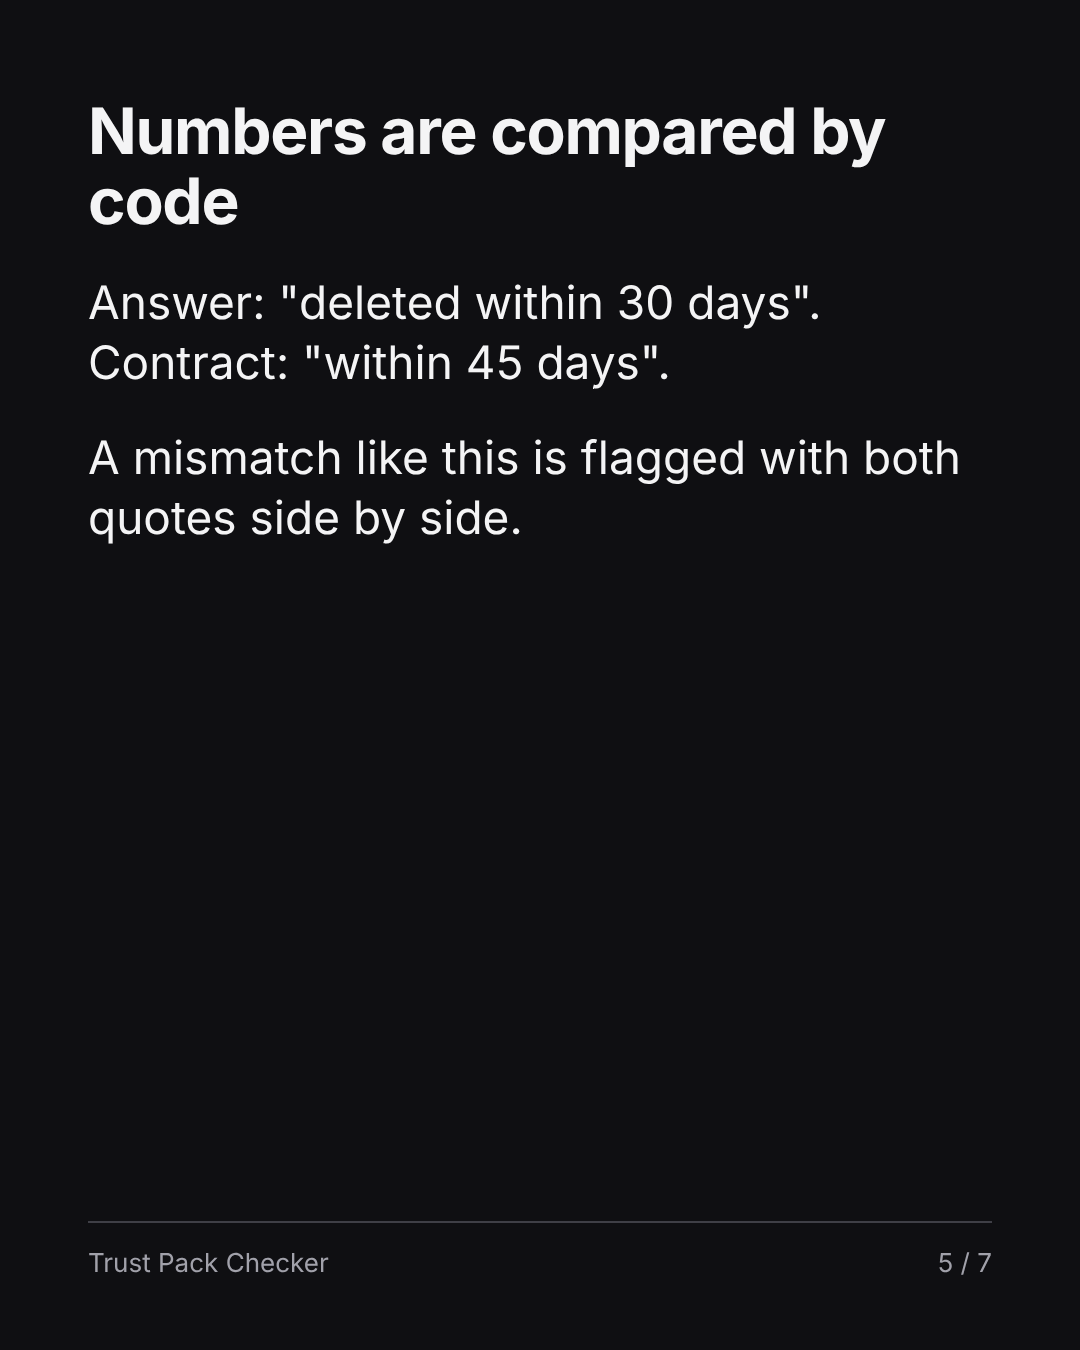 Numbers are compared by
code
Answer: "deleted within 30 days".
Contract: "within 45 days".
A mismatch like this is flagged with both
quotes side by side.
Trust Pack Checker
5 / 7